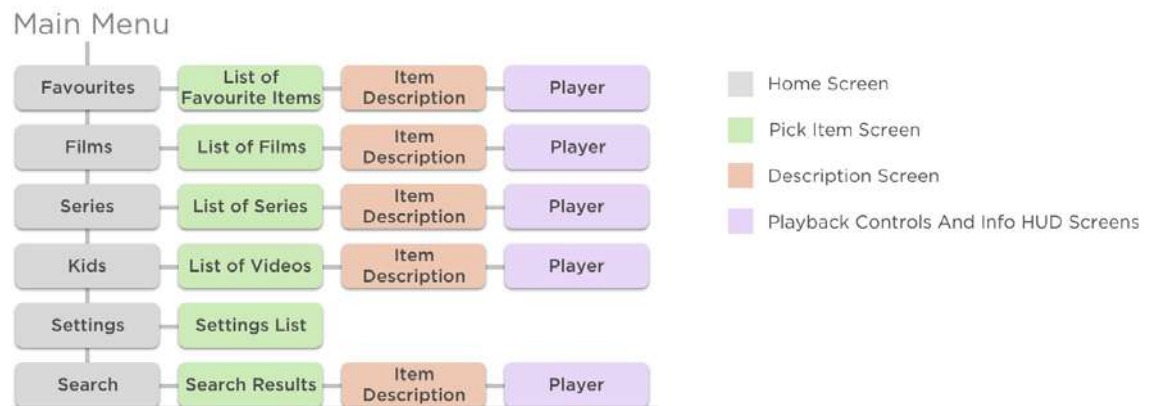 Main Menu
Favourites
List of
Favourite Items
Item
Description
Player
Films
List of Films
Item
Description
Player
Series
List of Series
Item
Description
Player
Kids
List of Videos
Item
Description
Player
Settings
Settings List
Search
Search Results
Item
Description
Player
Home Screen
Pick Item Screen
Description Screen
Playback Controls And Info HUD Screens